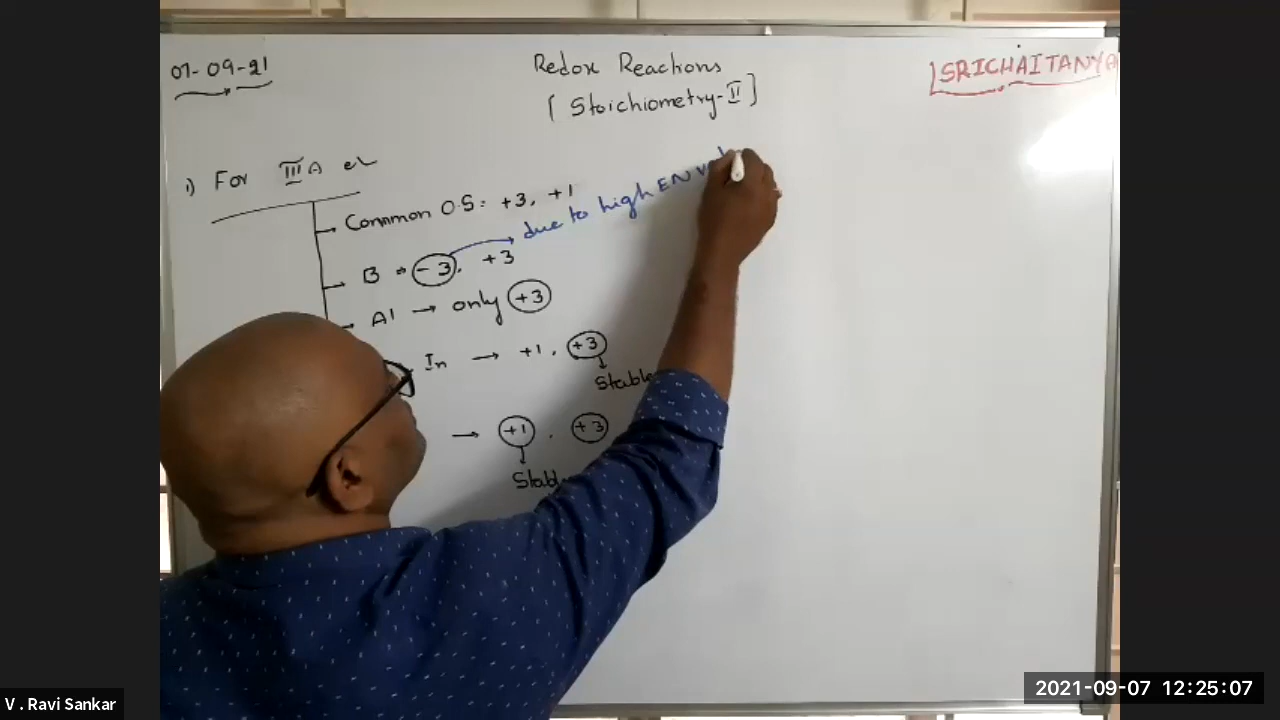 07-09-21
Redox Reactions
[ Stoichiometry-II ]
SRICHAITANYA
1) For IIIA el
Common O.S: +3, +1
due to high EN
B → -3, +3
Al → only +3
In → +1, +3
Stable
→ +1, +3
V . Ravi Sankar
2021-09-07 12:25:07